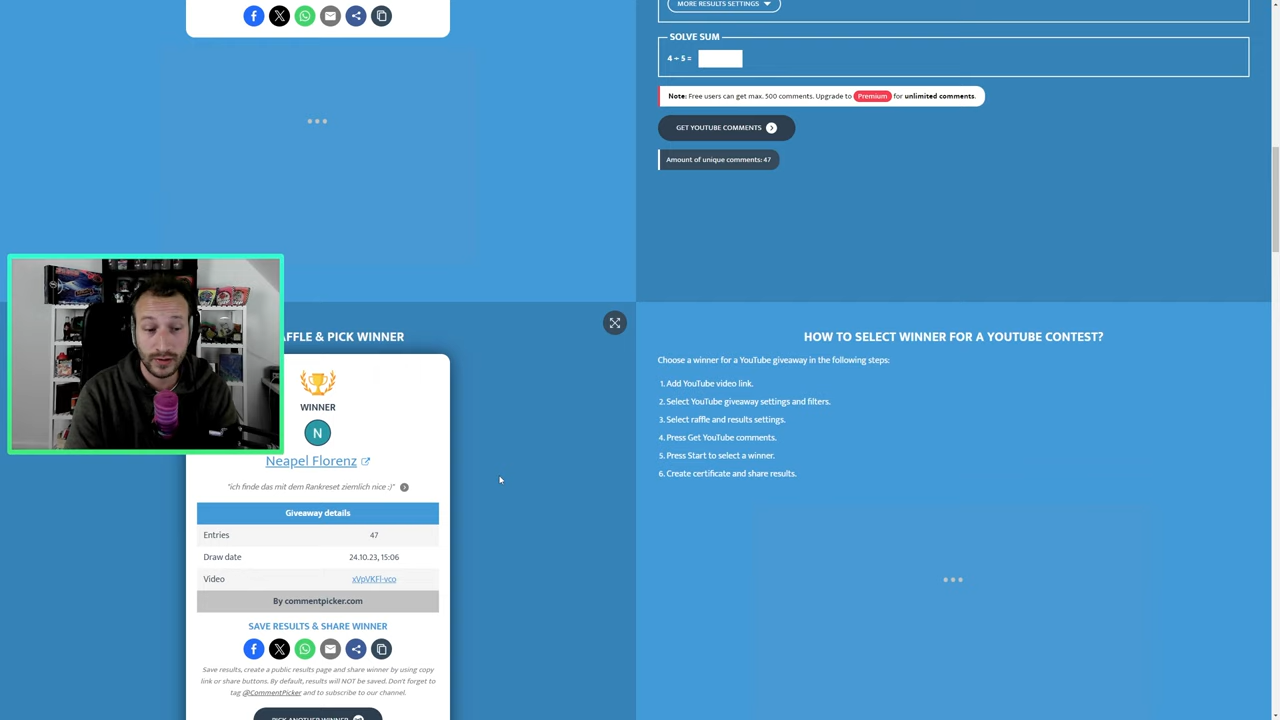 MORE RESULTS SETTINGS
SOLVE SUM
4 + 5 =
Note: Free users can get max. 500 comments. Upgrade to Premium for unlimited comments.
GET YOUTUBE COMMENTS
Amount of unique comments: 47
AFFLE & PICK WINNER
WINNER
N
Neapel Florenz
"ich finde das mit dem Rankreset ziemlich nice :)"
Giveaway details
Entries 47
Draw date 24.10.23, 15:06
Video xVpVKFl-vco
By commentpicker.com
SAVE RESULTS & SHARE WINNER
Save results, create a public results page and share winner by using copy
link or share buttons. By default, results will NOT be saved. Don't forget to
tag @CommentPicker and to subscribe to our channel.
PICK ANOTHER WINNER
HOW TO SELECT WINNER FOR A YOUTUBE CONTEST?
Choose a winner for a YouTube giveaway in the following steps:
1. Add YouTube video link.
2. Select YouTube giveaway settings and filters.
3. Select raffle and results settings.
4. Press Get YouTube comments.
5. Press Start to select a winner.
6. Create certificate and share results.